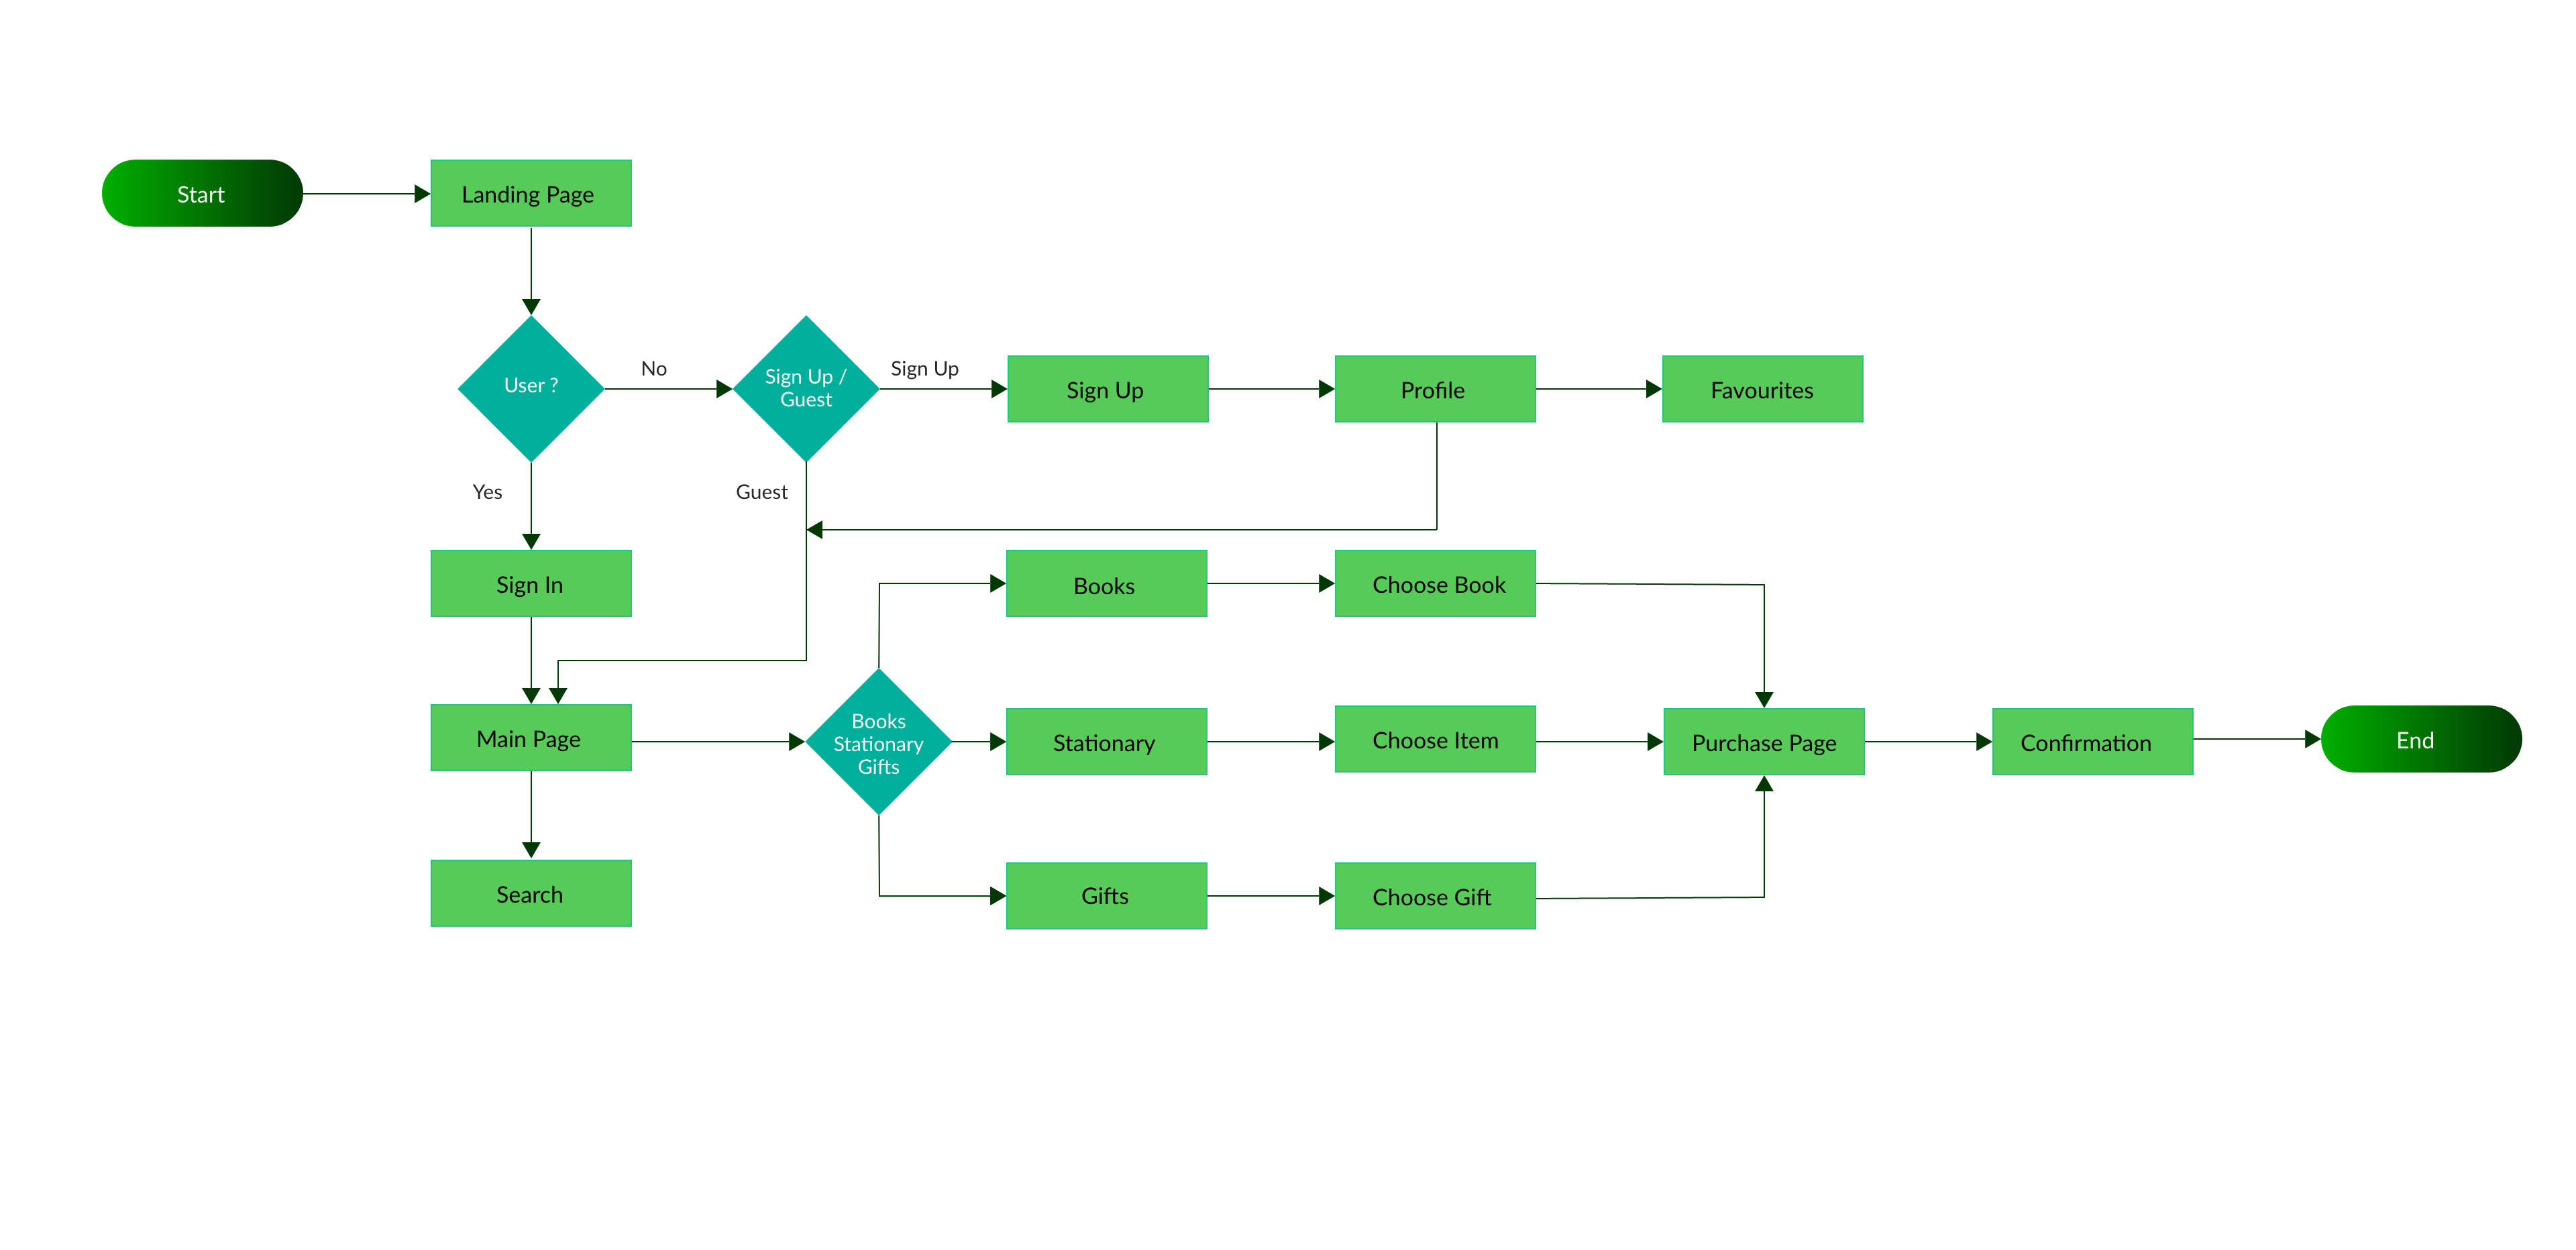 Start
Landing Page
User ?
No
Sign Up /
Guest
Sign Up
Sign Up
Profile
Favourites
Yes
Guest
Sign In
Books
Choose Book
Main Page
Books
Stationary
Gifts
Stationary
Choose Item
Purchase Page
Confirmation
End
Search
Gifts
Choose Gift